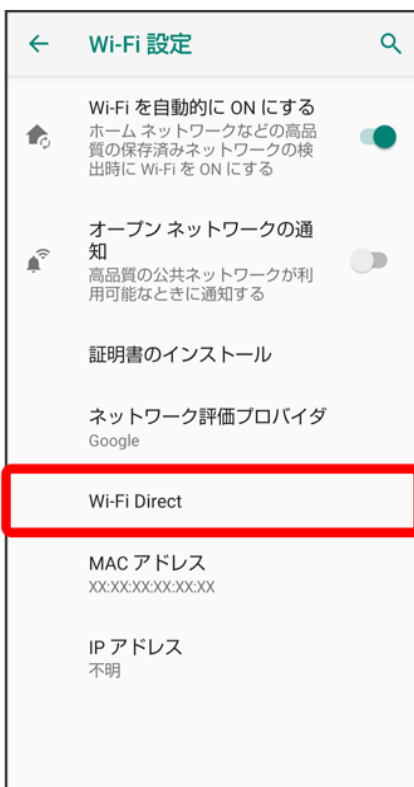 Wi-Fi 設定
Wi-Fi を自動的に ON にする
ホーム ネットワークなどの高品
質の保存済みネットワークの検
出時に Wi-Fi を ON にする
オープン ネットワークの通
知
高品質の公共ネットワークが利
用可能なときに通知する
証明書のインストール
ネットワーク評価プロバイダ
Google
Wi-Fi Direct
MAC アドレス
XX:XX:XX:XX:XX:XX
IP アドレス
不明